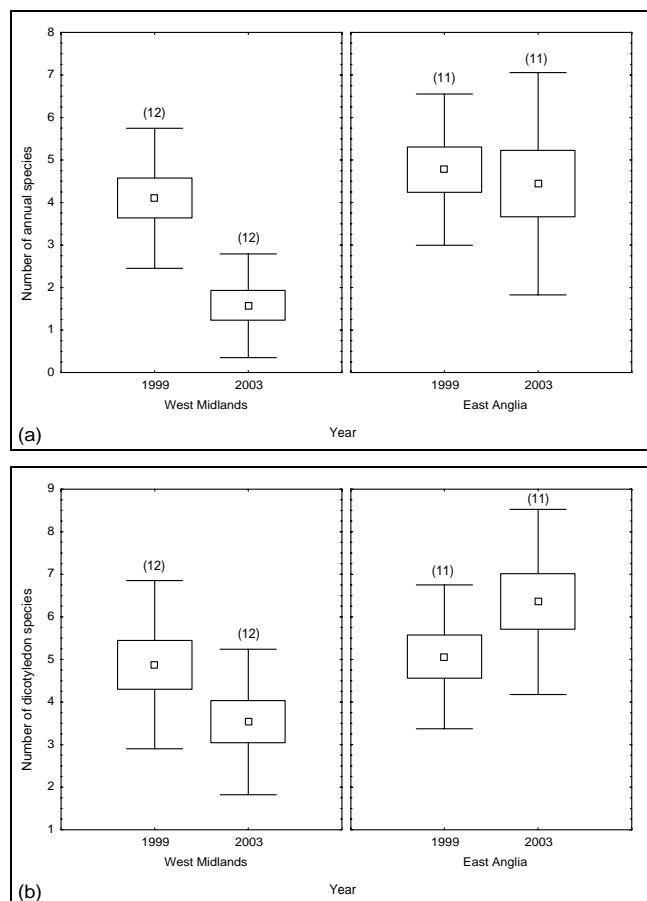 8
7
6
5
4
3
2
1
0
Number of annual species
(12)
(12)
(11)
(11)
1999 2003 1999 2003
West Midlands East Anglia
Year
(a)
9
8
7
6
5
4
3
2
1
Number of dicotyledon species
(12)
(12)
(11)
(11)
1999 2003 1999 2003
West Midlands East Anglia
Year
(b)